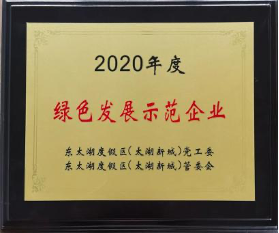 2020年度
绿色发展示范企业
东太湖度假区(太湖新城)党工委
东太湖度假区(太湖新城)管委会